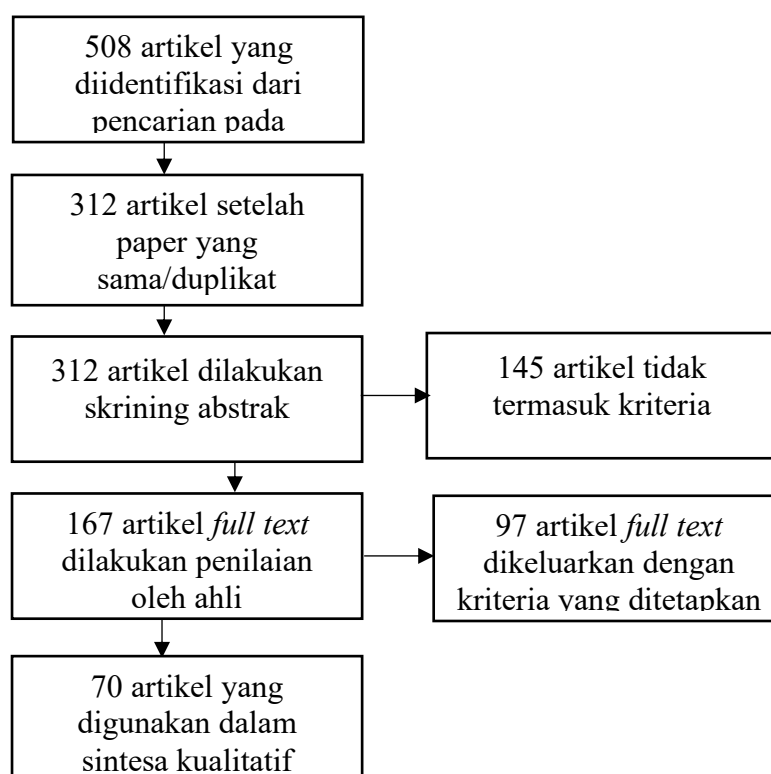 508 artikel yang
diidentifikasi dari
pencarian pada
312 artikel setelah
paper yang
sama/duplikat
312 artikel dilakukan
skrining abstrak
145 artikel tidak
termasuk kriteria
167 artikel full text
dilakukan penilaian
oleh ahli
97 artikel full text
dikeluarkan dengan
kriteria yang ditetapkan
70 artikel yang
digunakan dalam
sintesa kualitatif